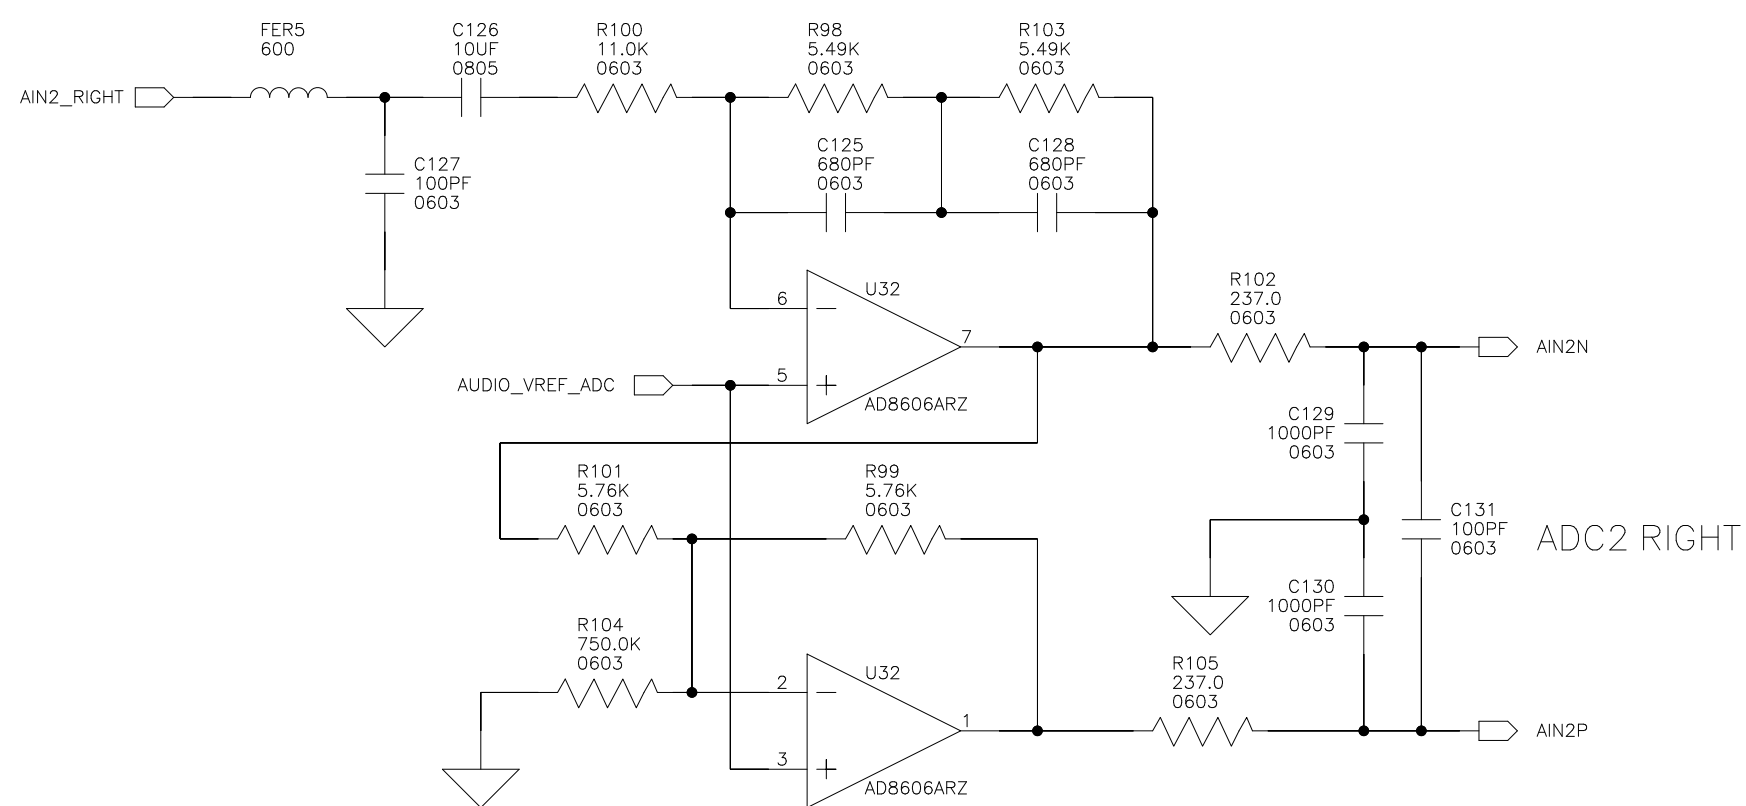 FER5
600
C126
10UF
0805
R100
11.0K
0603
R98
5.49K
0603
R103
5.49K
0603
AIN2_RIGHT
C127
100PF
0603
C125
680PF
0603
C128
680PF
0603
U32
6
7
5
AD8606ARZ
AUDIO_VREF_ADC
R102
237.0
0603
AIN2N
C129
1000PF
0603
R101
5.76K
0603
R99
5.76K
0603
C131
100PF
0603
ADC2 RIGHT
C130
1000PF
0603
R104
750.0K
0603
U32
2
1
3
AD8606ARZ
R105
237.0
0603
AIN2P